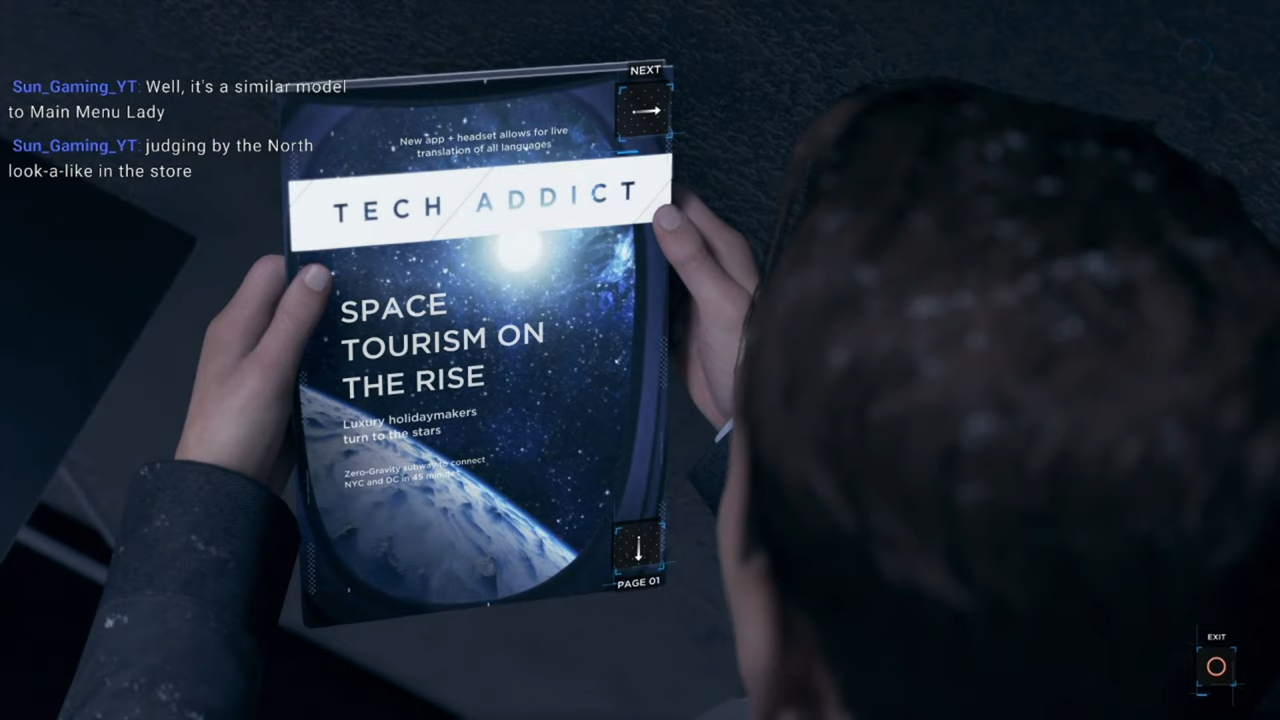 Sun_Gaming_YT: Well, it's a similar model
to Main Menu Lady
Sun_Gaming_YT: judging by the North
look-a-like in the store
NEXT
New app + headset allows for live
translation of all languages
TECH ADDICT
SPACE
TOURISM ON
THE RISE
Luxury holidaymakers
turn to the stars
Zero-Gravity subway to connect
NYC and DC in 45 minutes
PAGE 01
EXIT